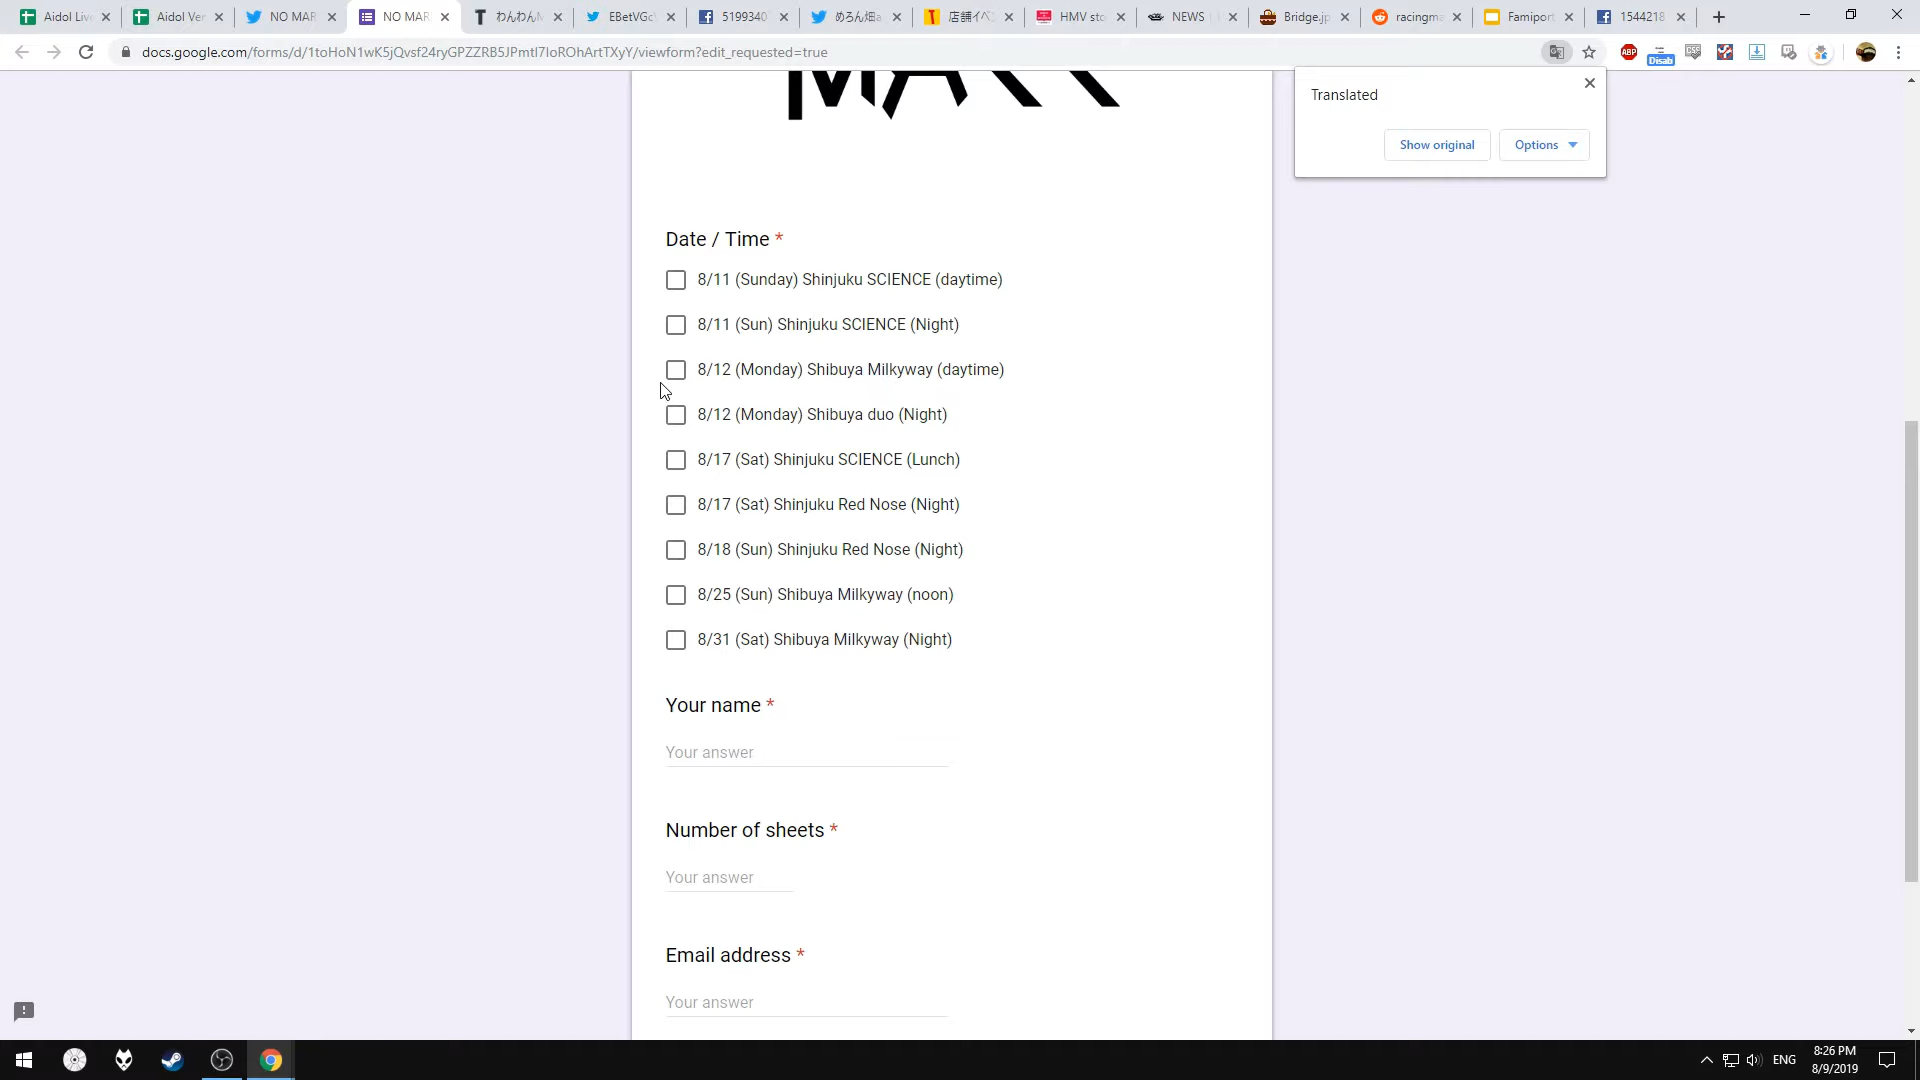 Aidol Liv
Aidol Ver
NO MAR
NO MAR
わんわん
EBetVGc
5199340
めろん畑a
店舗イベ
HMV sto
NEWS
Bridge.jp
racingma
Famiport
1544218
docs.google.com/forms/d/1toHoN1wK5jQvsf24ryGPZZRB5JPmtI7IoROhArtTXyY/viewform?edit_requested=true
ABP
Disab
Translated
Show original
Options
Date / Time *
8/11 (Sunday) Shinjuku SCIENCE (daytime)
8/11 (Sun) Shinjuku SCIENCE (Night)
8/12 (Monday) Shibuya Milkyway (daytime)
8/12 (Monday) Shibuya duo (Night)
8/17 (Sat) Shinjuku SCIENCE (Lunch)
8/17 (Sat) Shinjuku Red Nose (Night)
8/18 (Sun) Shinjuku Red Nose (Night)
8/25 (Sun) Shibuya Milkyway (noon)
8/31 (Sat) Shibuya Milkyway (Night)
Your name *
Your answer
Number of sheets *
Your answer
Email address *
Your answer
ENG
8:26 PM
8/9/2019